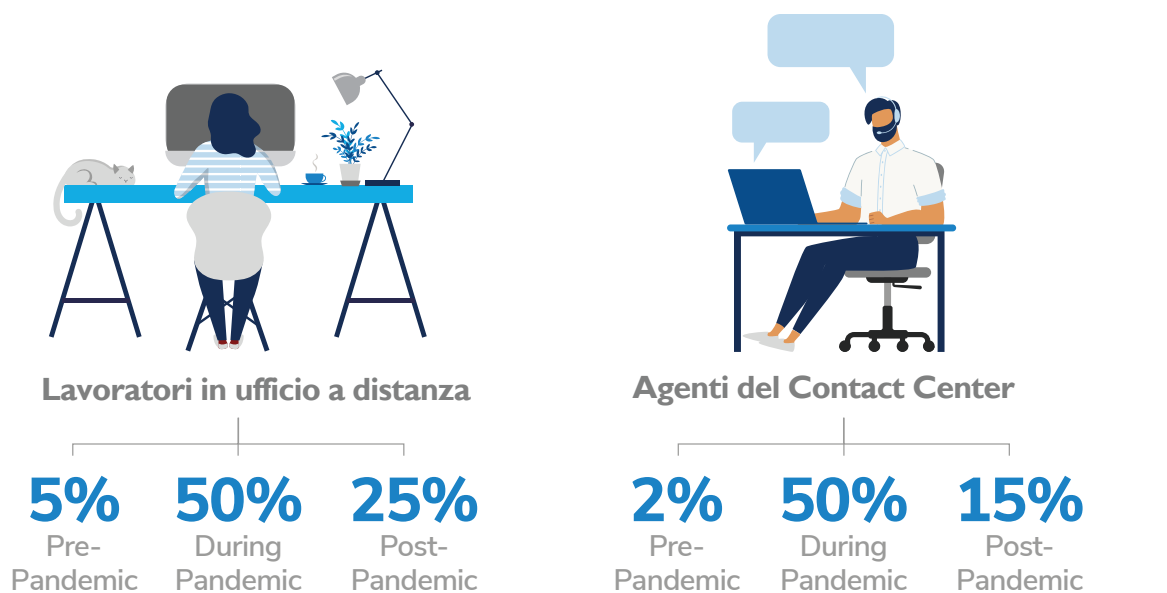 Lavoratori in ufficio a distanza
5%
Pre-
Pandemic
50%
During
Pandemic
25%
Post-
Pandemic
Agenti del Contact Center
2%
Pre-
Pandemic
50%
During
Pandemic
15%
Post-
Pandemic